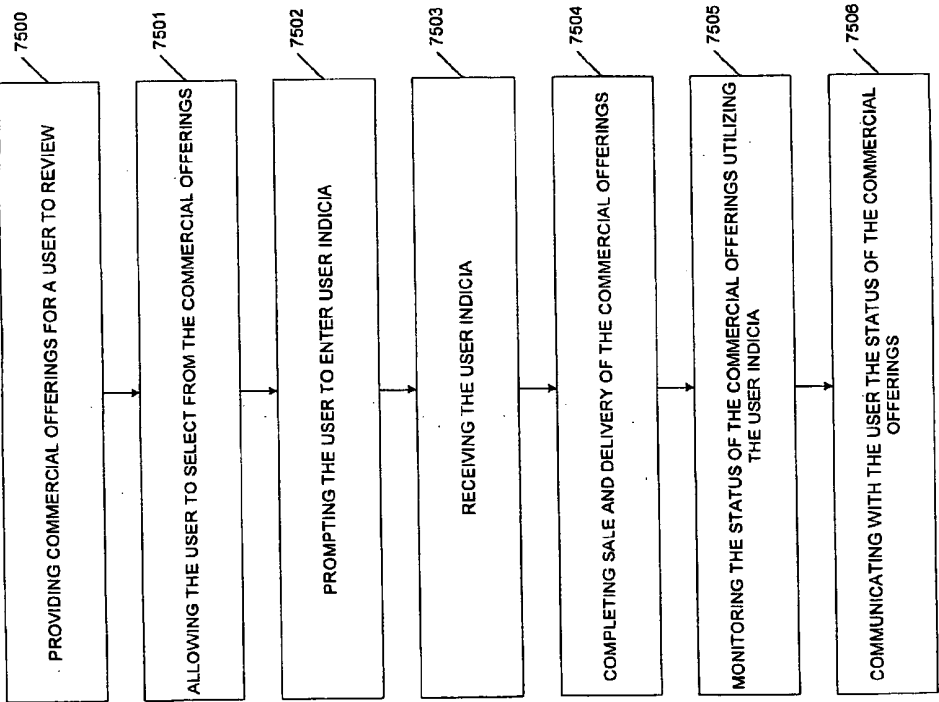 PROVIDING COMMERCIAL OFFERINGS FOR A USER TO REVIEW
7500
ALLOWING THE USER TO SELECT FROM THE COMMERCIAL OFFERINGS
7501
PROMPTING THE USER TO ENTER USER INDICIA
7502
RECEIVING THE USER INDICIA
7503
COMPLETING SALE AND DELIVERY OF THE COMMERCIAL OFFERINGS
7504
MONITORING THE STATUS OF THE COMMERCIAL OFFERINGS UTILIZING
THE USER INDICIA
7505
COMMUNICATING WITH THE USER THE STATUS OF THE COMMERCIAL
OFFERINGS
7506